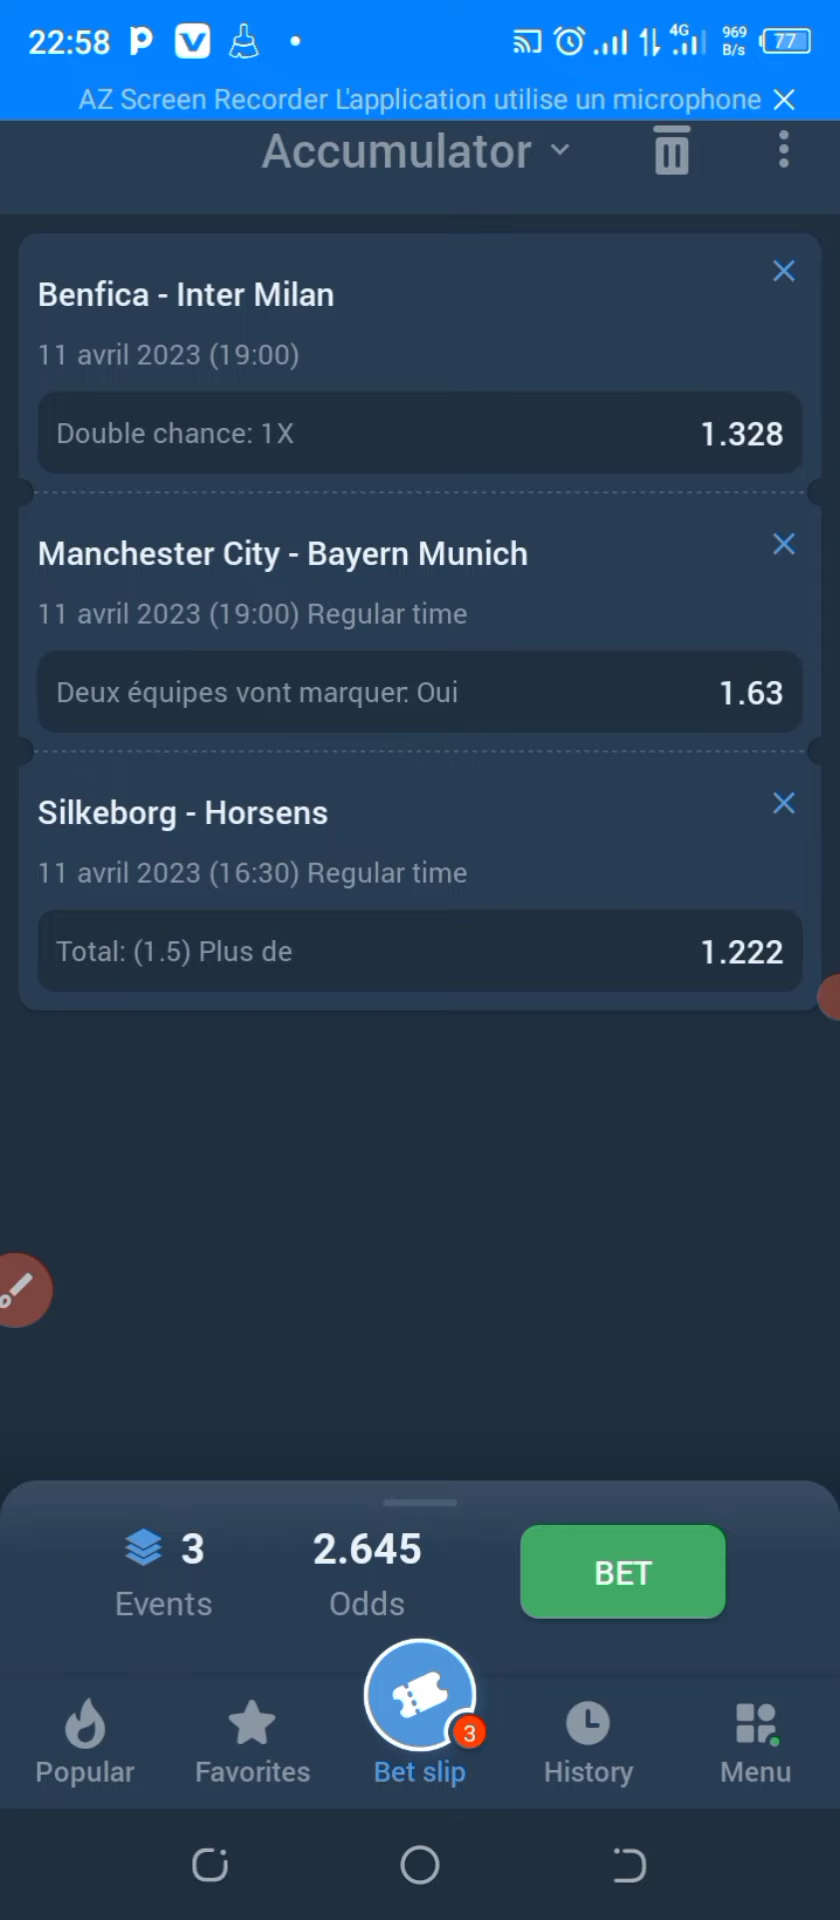 22:58 4G 969 B/s 77
AZ Screen Recorder L'application utilise un microphone
Accumulator
Benfica - Inter Milan
11 avril 2023 (19:00)
Double chance: 1X 1.328
Manchester City - Bayern Munich
11 avril 2023 (19:00) Regular time
Deux équipes vont marquer: Oui 1.63
Silkeborg - Horsens
11 avril 2023 (16:30) Regular time
Total: (1.5) Plus de 1.222
3 2.645 BET
Events Odds
3
Popular Favorites Bet slip History Menu